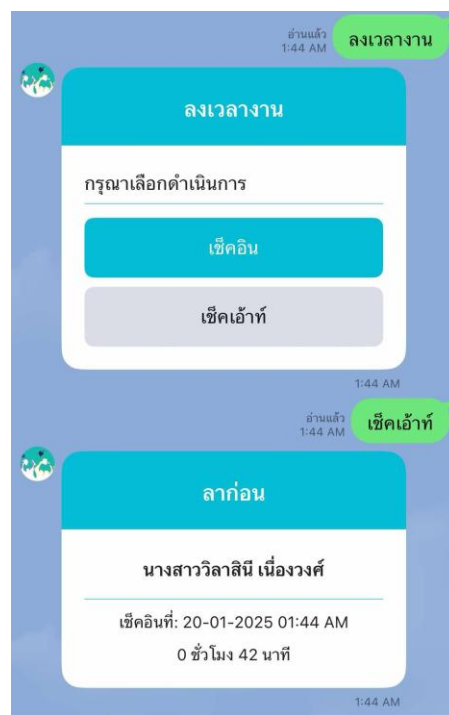 อ่านแล้ว
1:44 AM
ลงเวลางาน
ลงเวลางาน
กรุณาเลือกดำเนินการ
เช็คอิน
เช็คเอ้าท์
1:44 AM
อ่านแล้ว
1:44 AM
เช็คเอ้าท์
ลาก่อน
นางสาววิลาสินี เนื่องวงศ์
เช็คอินที่: 20-01-2025 01:44 AM
0 ชั่วโมง 42 นาที
1:44 AM